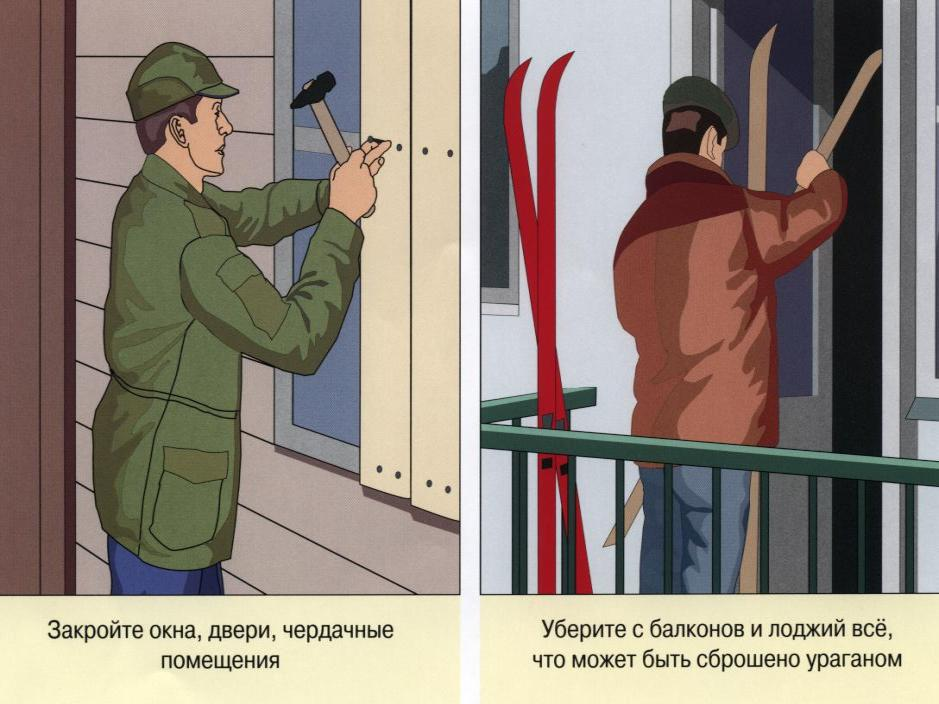 Закройте окна, двери, чердачные
помещения
Уберите с балконов и лоджий всё,
что может быть сброшено ураганом